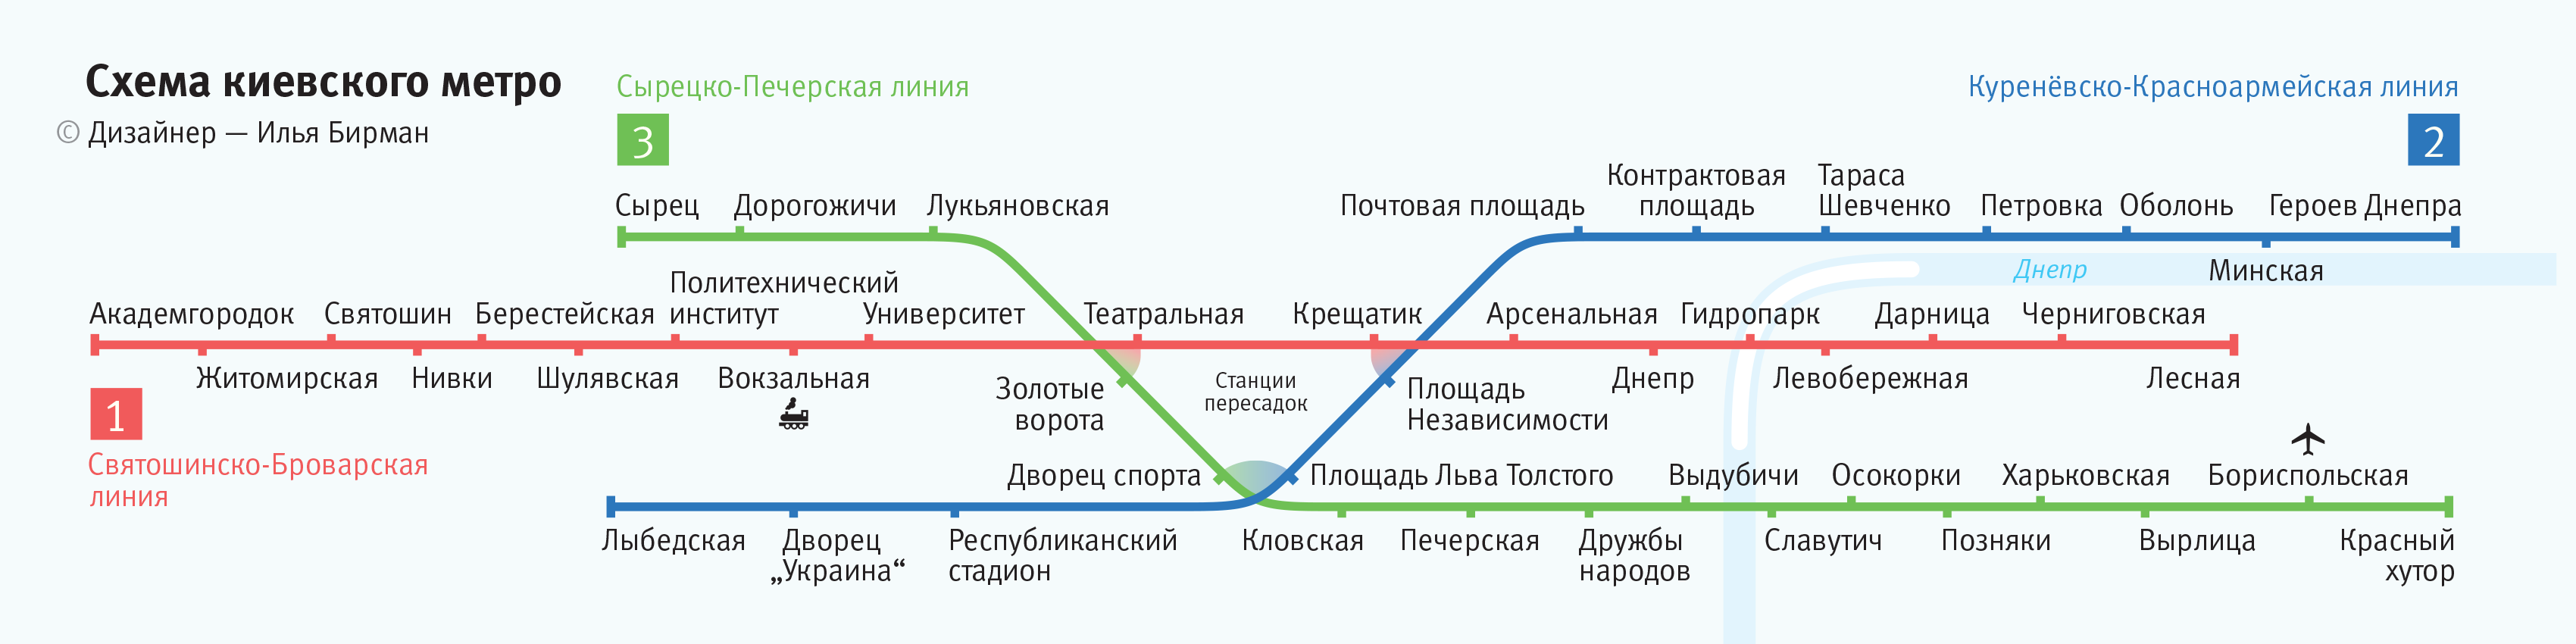 Схема киевского метро
© Дизайнер — Илья Бирман
Сырецко-Печерская линия
3
Куренёвско-Красноармейская линия
2
Сырец
Дорогожичи
Лукьяновская
Почтовая площадь
Контрактовая
площадь
Тараса
Шевченко
Петровка
Оболонь
Героев Днепра
Минская
Днепр
Академгородок
Святошин
Берестейская
Политехнический
институт
Университет
Театральная
Крещатик
Арсенальная
Гидропарк
Дарница
Черниговская
Житомирская
Нивки
Шулявская
Вокзальная
Днепр
Левобережная
Лесная
1
Святошинско-Броварская
линия
Золотые
ворота
Станции
пересадок
Площадь
Независимости
Дворец спорта
Площадь Льва Толстого
Выдубичи
Осокорки
Харьковская
Бориспольская
Лыбедская
Дворец
„Украина“
Республиканский
стадион
Кловская
Печерская
Дружбы
народов
Славутич
Позняки
Вырлица
Красный
хутор